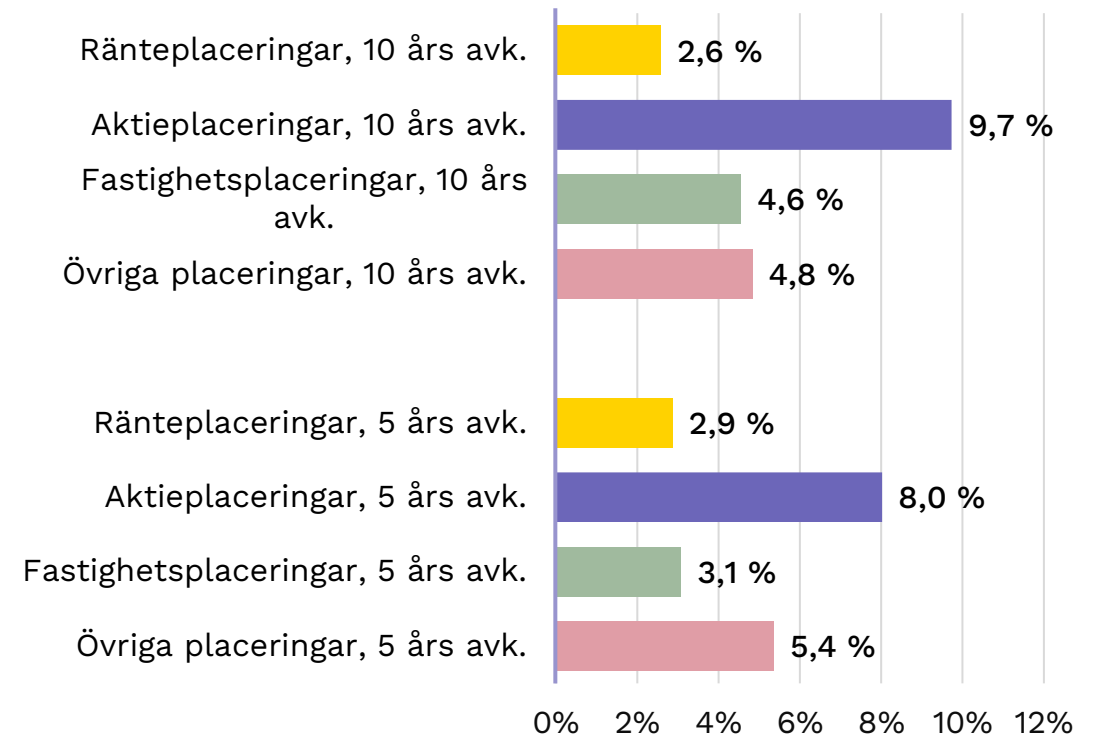 Ränteplaceringar, 10 års avk. 2,6 %
Aktieplaceringar, 10 års avk. 9,7 %
Fastighetsplaceringar, 10 års
avk. 4,6 %
Övriga placeringar, 10 års avk. 4,8 %
Ränteplaceringar, 5 års avk. 2,9 %
Aktieplaceringar, 5 års avk. 8,0 %
Fastighetsplaceringar, 5 års avk. 3,1 %
Övriga placeringar, 5 års avk. 5,4 %
0% 2% 4% 6% 8% 10% 12%